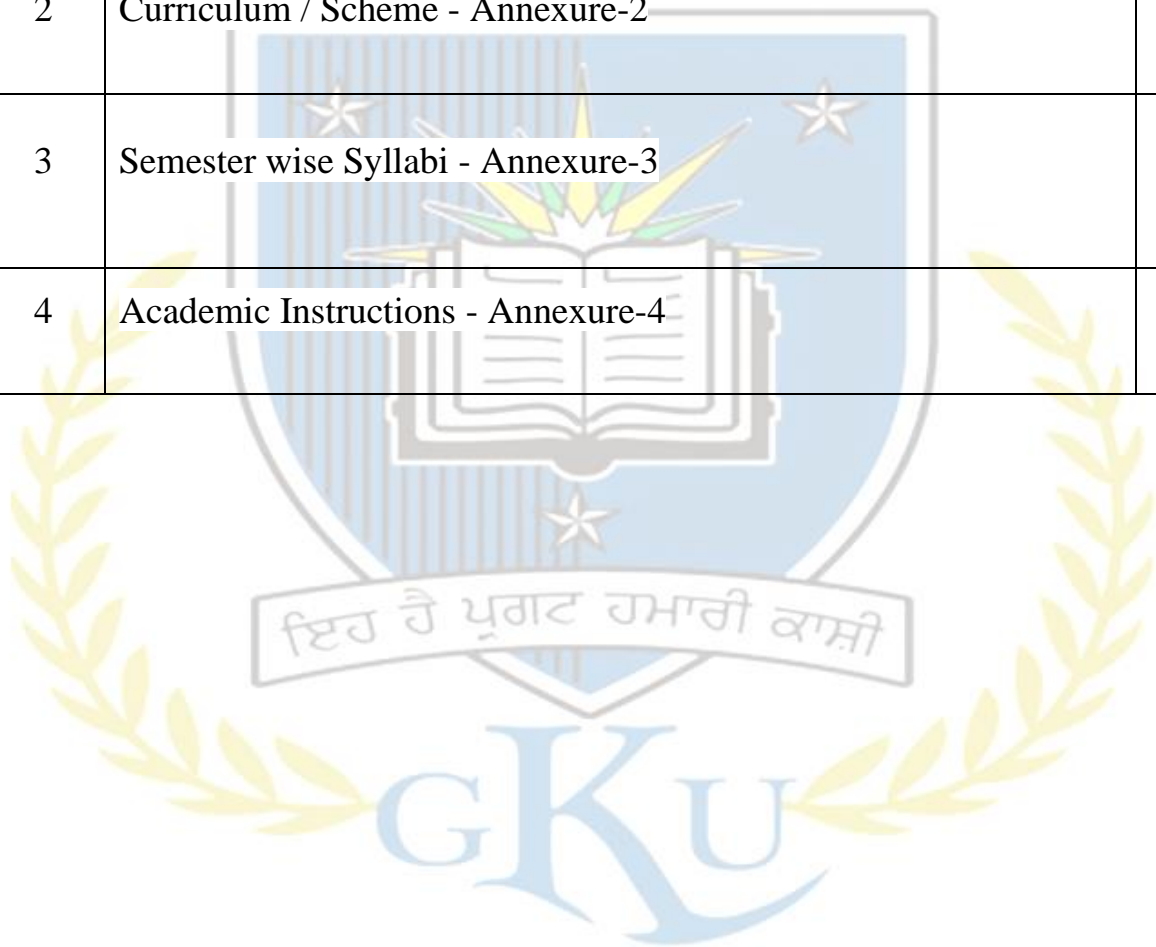 2 Curriculum / Scheme - Annexure-2
3 Semester wise Syllabi - Annexure-3
4 Academic Instructions - Annexure-4
ਇਹ ਹੈ ਪ੍ਰਗਟ ਹਮਾਰੀ ਕਾਸ਼ੀ
GKU